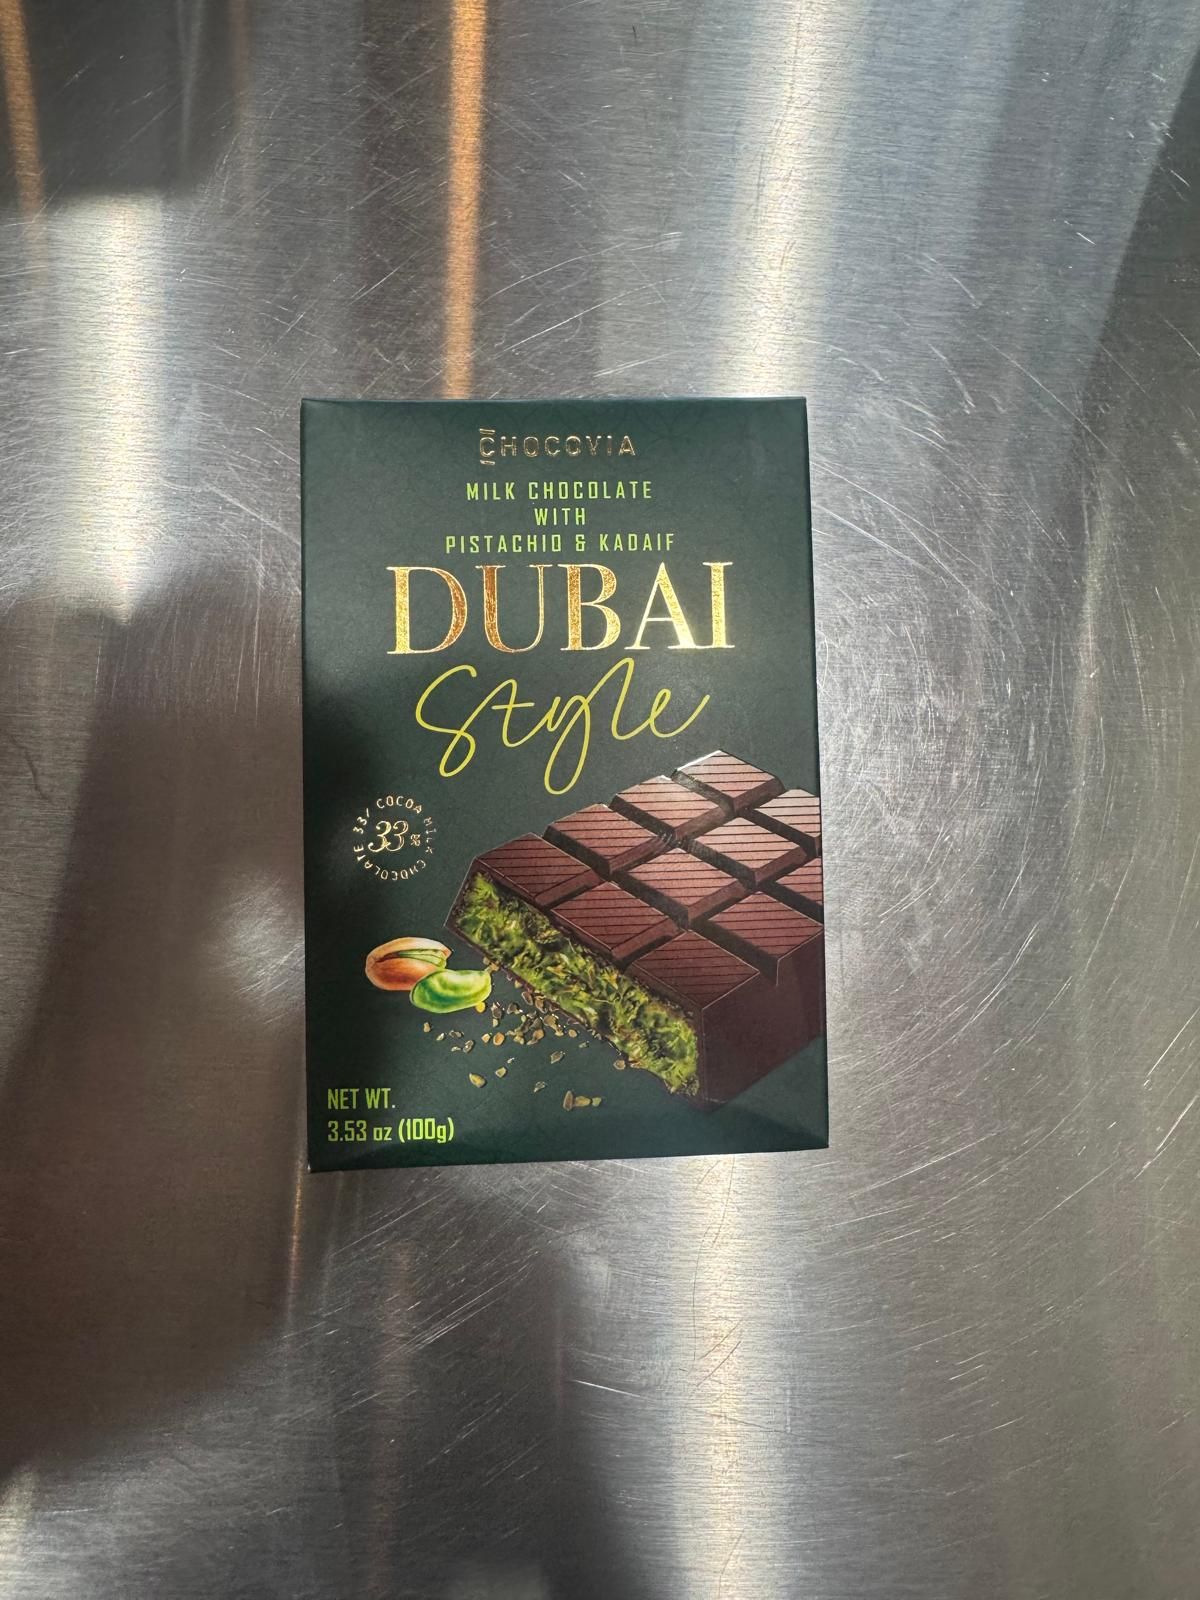 CHOCOVIA
MILK CHOCOLATE
WITH
PISTACHIO & KADAIF
DUBAI
Style
33% COCOA MILK CHOCOLATE
33%
NET WT.
3.53 oz (100g)